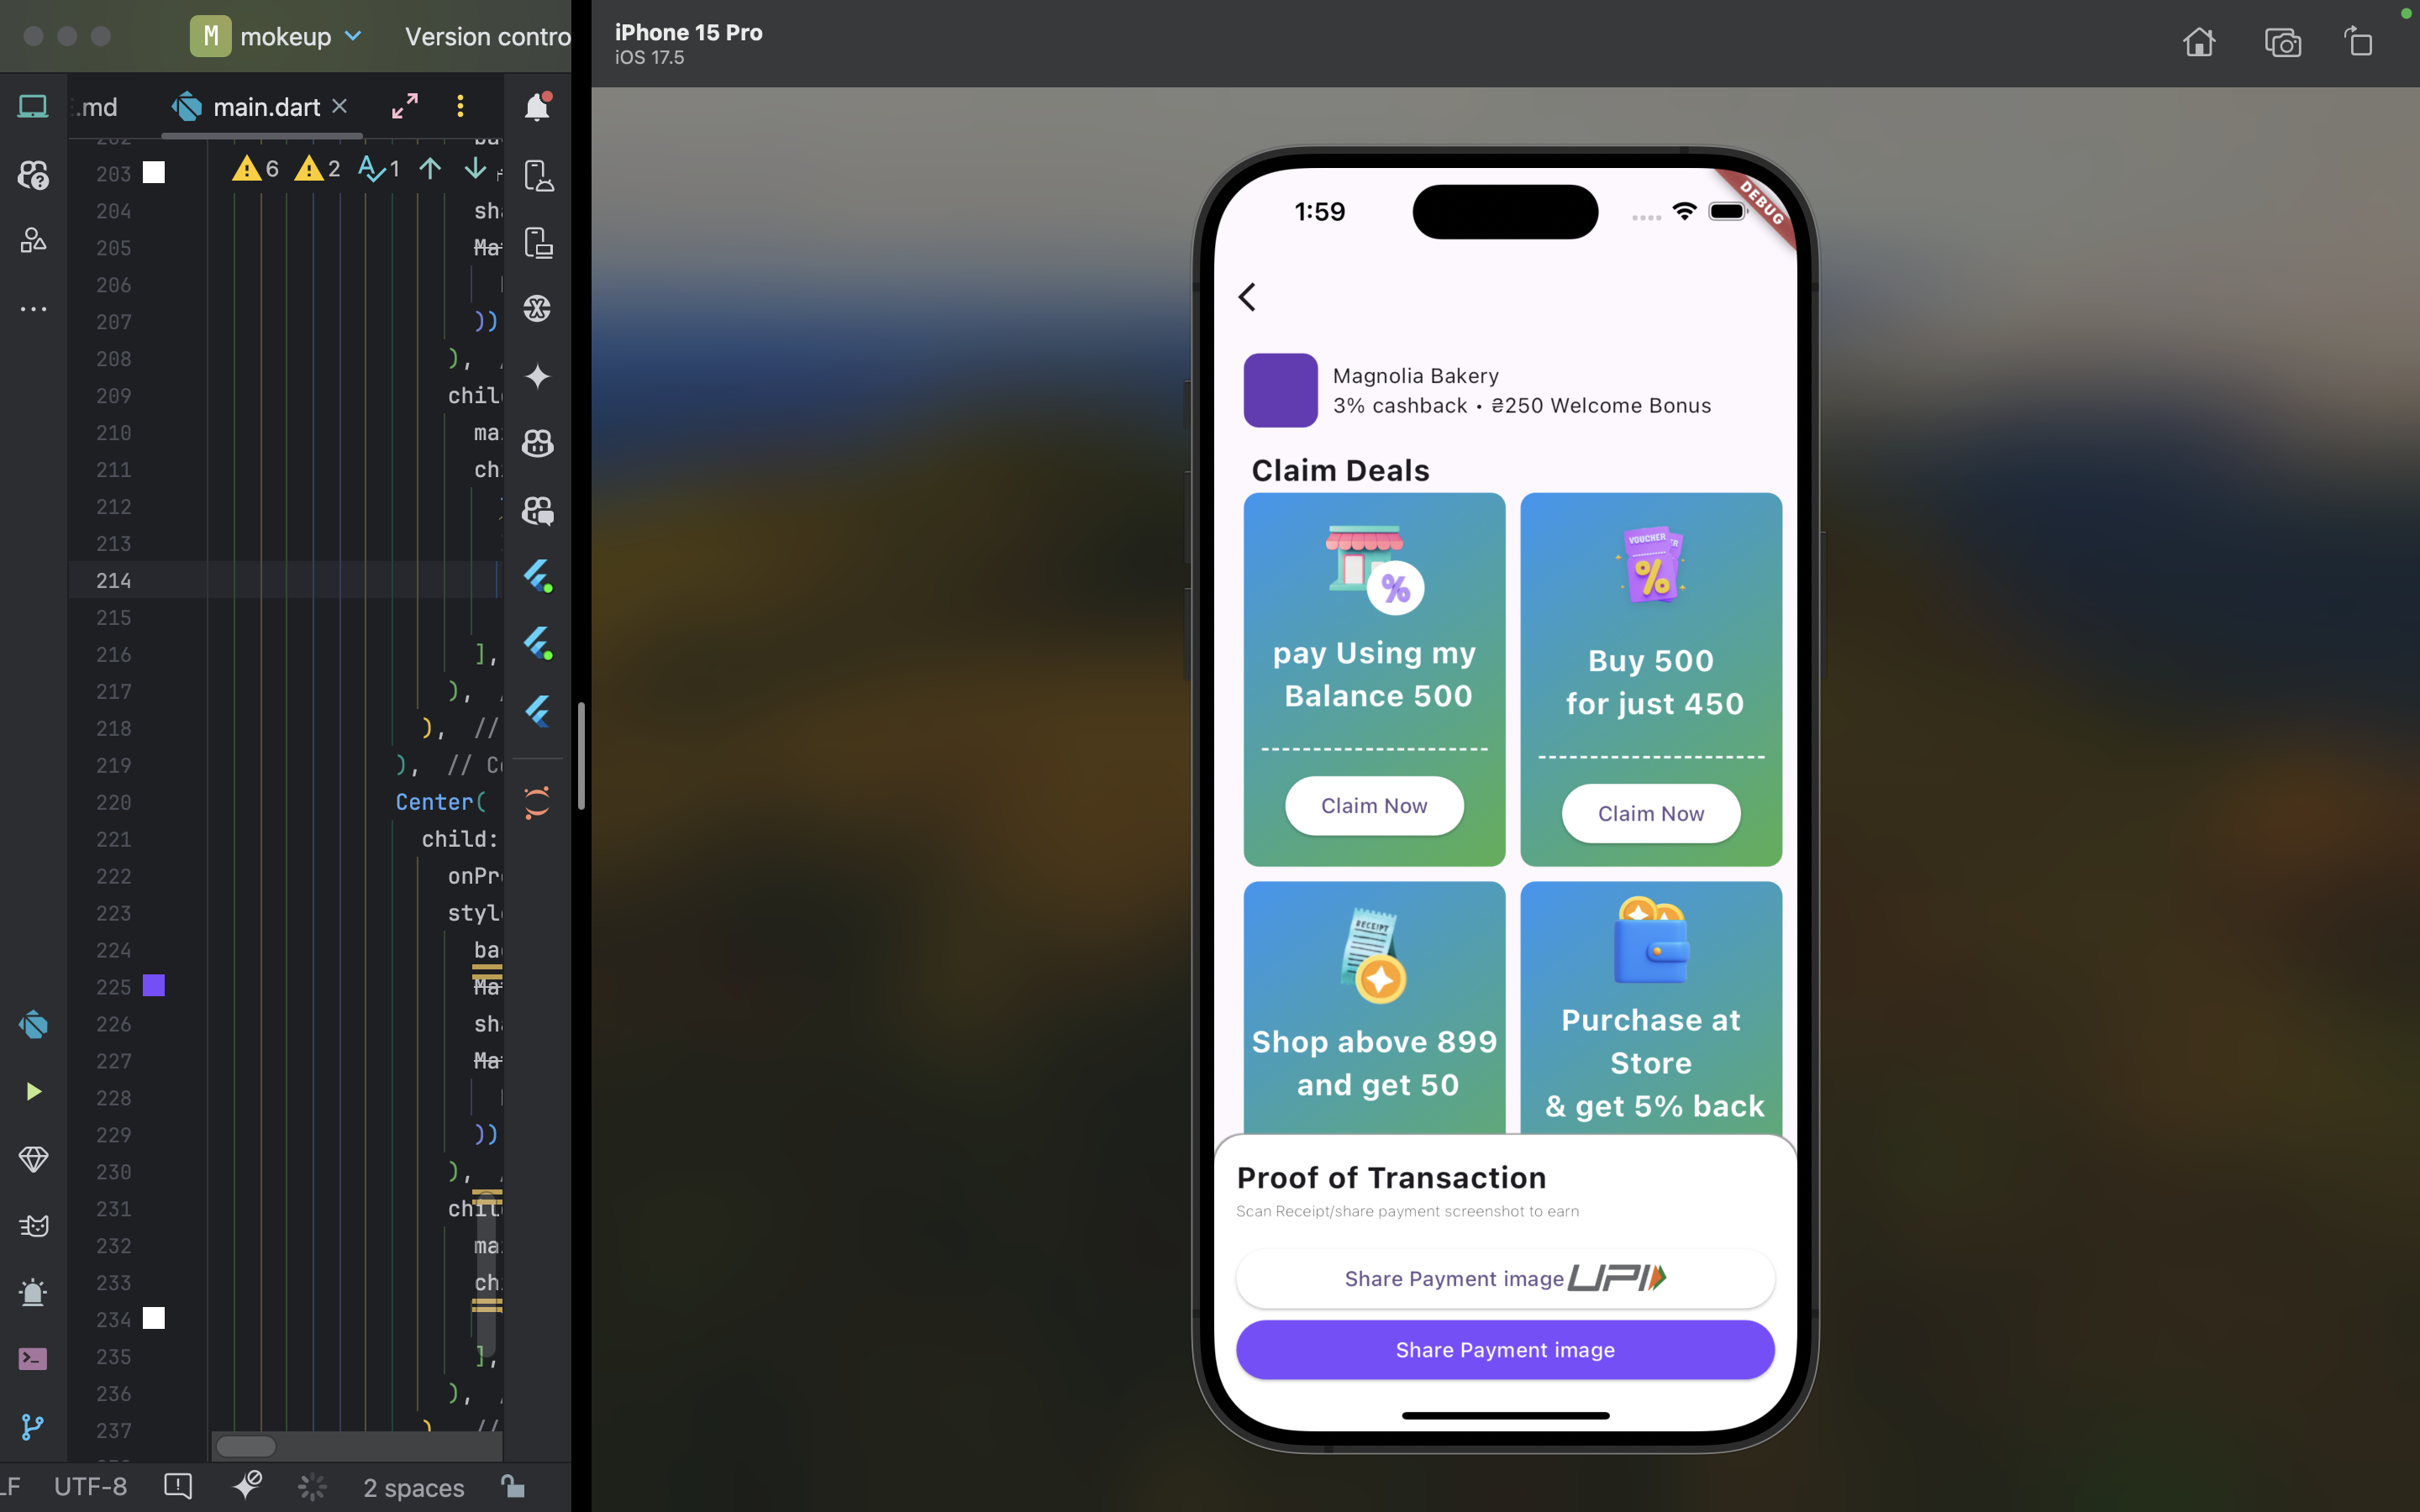 M mokeup Version contro
.md main.dart
6 2 1
203
204 sha
205 Ma
206
207 ))
208 ),
209 chil
210 ma
211 ch
212
213
214
215
216 ],
217 ),
218 ), //
219 ), // C
220 Center(
221 child:
222 onPr
223 styl
224 ba
225 Ma
226 sha
227 Ma
228
229 ))
230 ),
231 chil
232 ma
233 ch
234
235 ],
236 ),
237 ) //
LF UTF-8 2 spaces
iPhone 15 Pro
iOS 17.5
1:59
DEBUG
Magnolia Bakery
3% cashback • ₴250 Welcome Bonus
Claim Deals
%
pay Using my
Balance 500
Claim Now
VOUCHER
%
Buy 500
for just 450
Claim Now
RECEIPT
Shop above 899
and get 50
Purchase at
Store
& get 5% back
Proof of Transaction
Scan Receipt/share payment screenshot to earn
Share Payment image UPI
Share Payment image